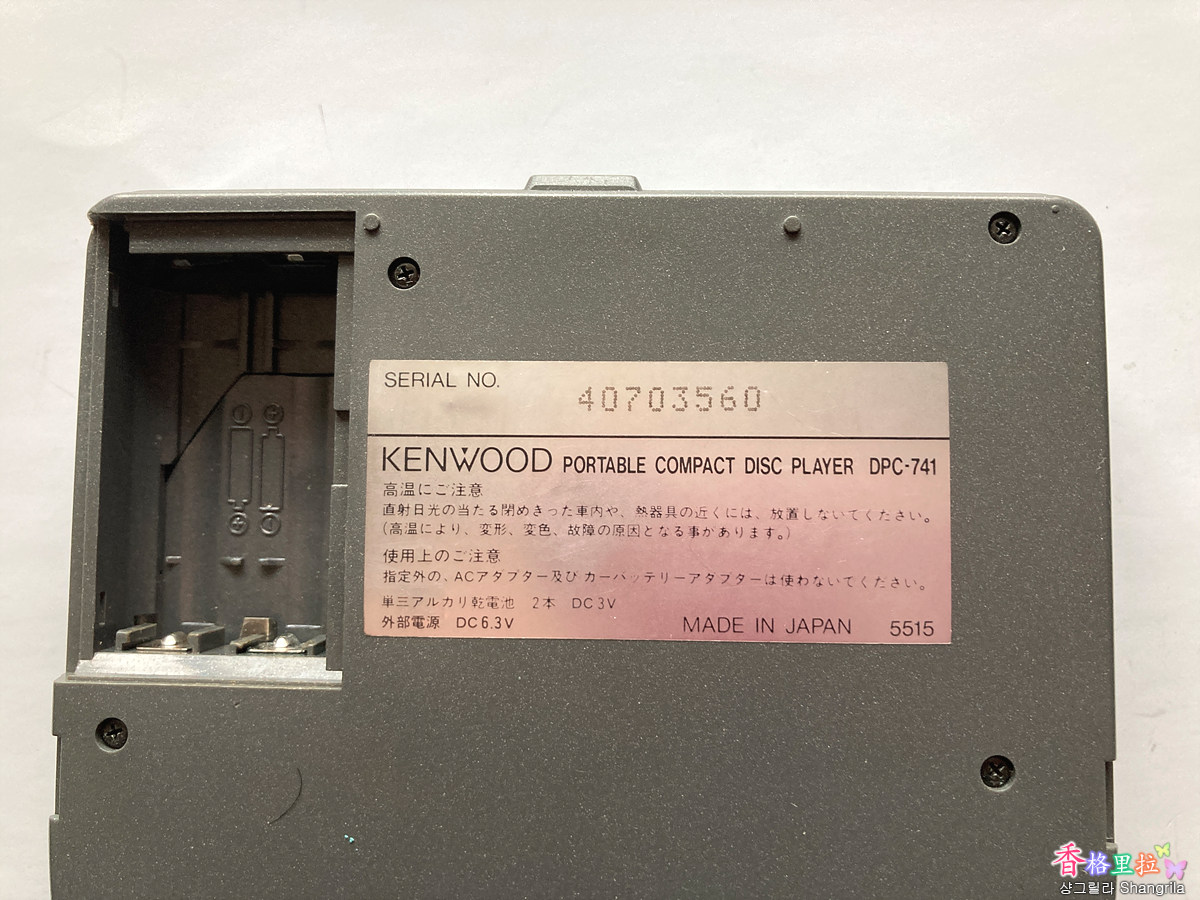 SERIAL NO.
40703560
KENWOOD PORTABLE COMPACT DISC PLAYER DPC-741
高温にご注意
直射日光の当たる閉めきった車内や、熱器具の近くには、放置しないでください。
(高温により、変形、変色、故障の原因となる事があります。)
使用上のご注意
指定外の、ACアダプター及びカーバッテリーアダプターは使わないでください。
単三アルカリ乾電池 2本 DC3V
外部電源 DC6.3V
MADE IN JAPAN 5515
香格里拉
샹그릴라 Shangrila